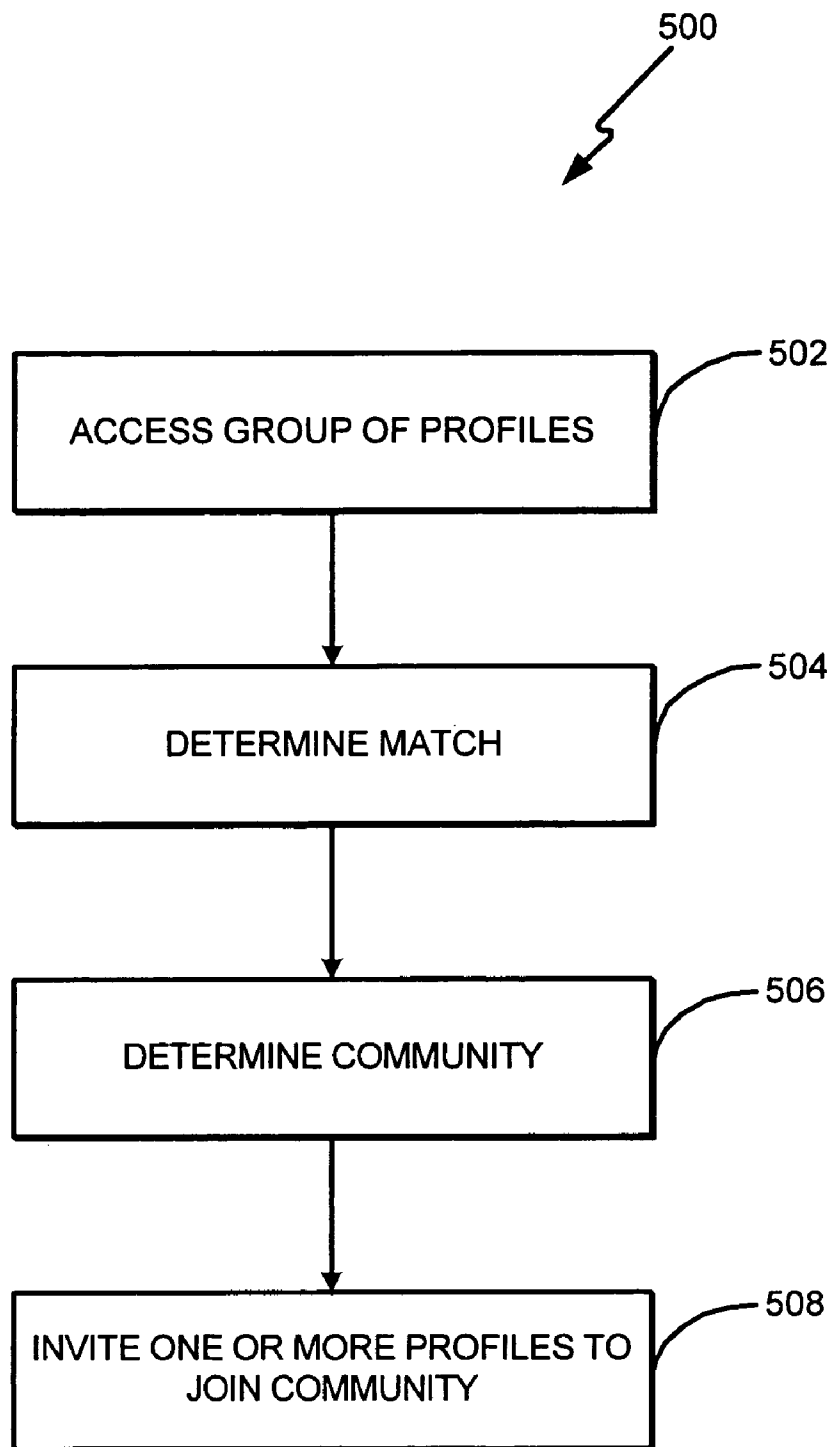 500
502
ACCESS GROUP OF PROFILES
504
DETERMINE MATCH
506
DETERMINE COMMUNITY
508
INVITE ONE OR MORE PROFILES TO
JOIN COMMUNITY